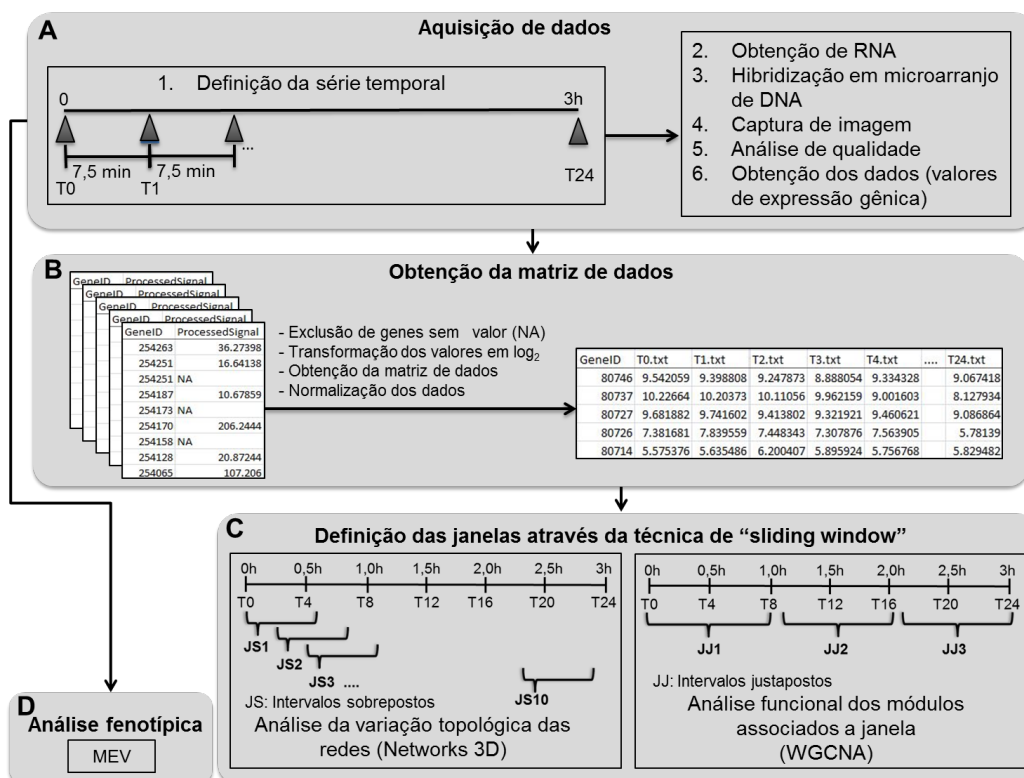 A
Aquisição de dados
1. Definição da série temporal
0 3h
7,5 min 7,5 min ...
T0 T1 T24
2. Obtenção de RNA
3. Hibridização em microarranjo
de DNA
4. Captura de imagem
5. Análise de qualidade
6. Obtenção dos dados (valores
de expressão gênica)
B
Obtenção da matriz de dados
GeneID ProcessedSignal
GeneID ProcessedSignal
GeneID ProcessedSignal
GeneID ProcessedSignal
GeneID ProcessedSignal
254263 36.27398
254251 16.64138
254251 NA
254187 10.67859
254173 NA
254170 206.2444
254158 NA
254128 20.87244
254065 107.206
- Exclusão de genes sem valor (NA)
- Transformação dos valores em log2
- Obtenção da matriz de dados
- Normalização dos dados
GeneID T0.txt T1.txt T2.txt T3.txt T4.txt .... T24.txt
80746 9.542059 9.398808 9.247873 8.888054 9.334328 9.067418
80737 10.22664 10.20373 10.11056 9.962159 9.001603 8.127934
80727 9.681882 9.741602 9.413802 9.321921 9.460621 9.086864
80726 7.381681 7.839559 7.448343 7.307876 7.563905 5.78139
80714 5.575376 5.635486 6.200407 5.895924 5.756768 5.829482
C
Definição das janelas através da técnica de “sliding window”
0h 0,5h 1,0h 1,5h 2,0h 2,5h 3h
T0 T4 T8 T12 T16 T20 T24
JS1
JS2
JS3 ....
JS10
JS: Intervalos sobrepostos
Análise da variação topológica das
redes (Networks 3D)
0h 0,5h 1,0h 1,5h 2,0h 2,5h 3h
T0 T4 T8 T12 T16 T20 T24
JJ1 JJ2 JJ3
JJ: Intervalos justapostos
Análise funcional dos módulos
associados a janela
(WGCNA)
D
Análise fenotípica
MEV